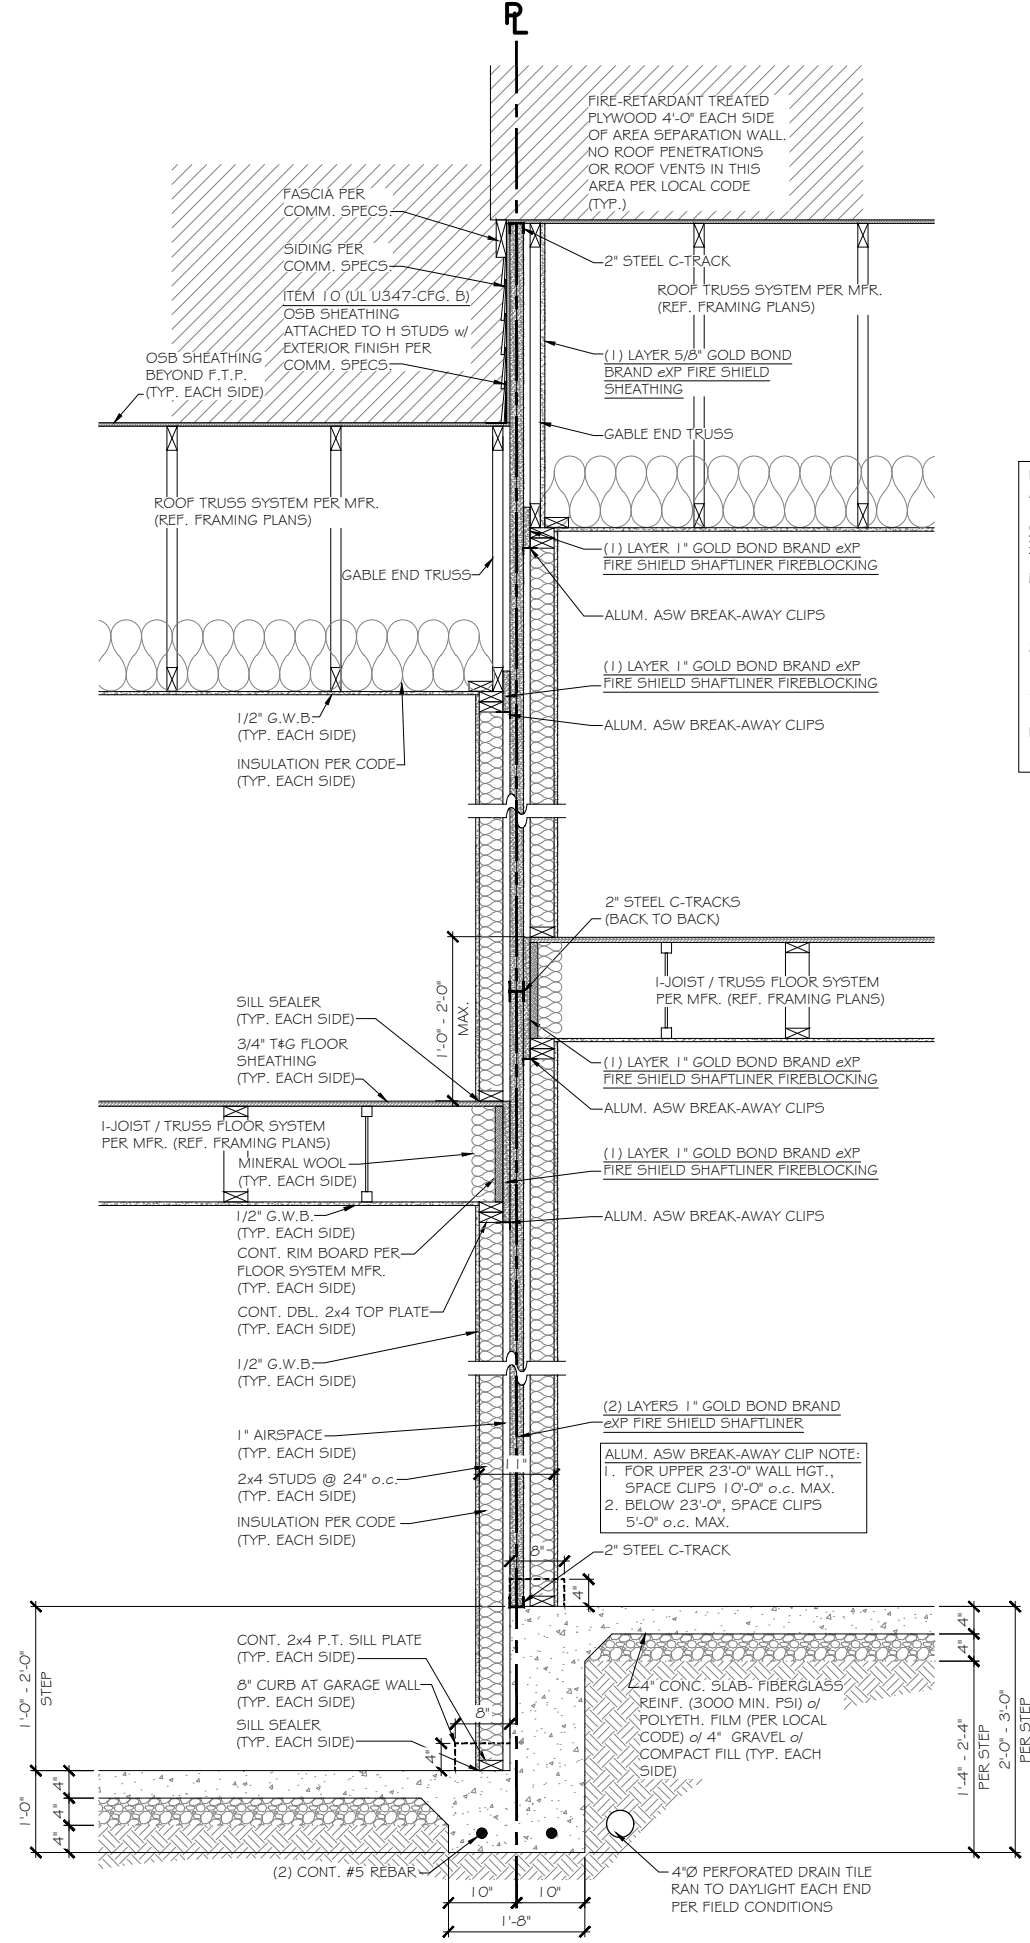 PL
FIRE-RETARDANT TREATED
PLYWOOD 4'-0" EACH SIDE
OF AREA SEPARATION WALL.
NO ROOF PENETRATIONS
OR ROOF VENTS IN THIS
AREA PER LOCAL CODE
(TYP.)
FASCIA PER
COMM. SPECS.
SIDING PER
COMM. SPECS.
ITEM 10 (UL U347-CFG. B)
OSB SHEATHING
ATTACHED TO H STUDS w/
EXTERIOR FINISH PER
COMM. SPECS.
OSB SHEATHING
BEYOND F.T.P.
(TYP. EACH SIDE)
2" STEEL C-TRACK
ROOF TRUSS SYSTEM PER MFR.
(REF. FRAMING PLANS)
(1) LAYER 5/8" GOLD BOND
BRAND eXP FIRE SHIELD
SHEATHING
GABLE END TRUSS
ROOF TRUSS SYSTEM PER MFR.
(REF. FRAMING PLANS)
GABLE END TRUSS
(1) LAYER 1" GOLD BOND BRAND eXP
FIRE SHIELD SHAFTLINER FIREBLOCKING
ALUM. ASW BREAK-AWAY CLIPS
(1) LAYER 1" GOLD BOND BRAND eXP
FIRE SHIELD SHAFTLINER FIREBLOCKING
ALUM. ASW BREAK-AWAY CLIPS
1/2" G.W.B.
(TYP. EACH SIDE)
INSULATION PER CODE
(TYP. EACH SIDE)
2" STEEL C-TRACKS
(BACK TO BACK)
1'-0" - 2'-0"
MAX.
I-JOIST / TRUSS FLOOR SYSTEM
PER MFR. (REF. FRAMING PLANS)
SILL SEALER
(TYP. EACH SIDE)
3/4" T&G FLOOR
SHEATHING
(TYP. EACH SIDE)
(1) LAYER 1" GOLD BOND BRAND eXP
FIRE SHIELD SHAFTLINER FIREBLOCKING
ALUM. ASW BREAK-AWAY CLIPS
I-JOIST / TRUSS FLOOR SYSTEM
PER MFR. (REF. FRAMING PLANS)
MINERAL WOOL
(TYP. EACH SIDE)
(1) LAYER 1" GOLD BOND BRAND eXP
FIRE SHIELD SHAFTLINER FIREBLOCKING
ALUM. ASW BREAK-AWAY CLIPS
1/2" G.W.B.
(TYP. EACH SIDE)
CONT. RIM BOARD PER
FLOOR SYSTEM MFR.
(TYP. EACH SIDE)
CONT. DBL. 2x4 TOP PLATE
(TYP. EACH SIDE)
1/2" G.W.B.
(TYP. EACH SIDE)
1" AIRSPACE
(TYP. EACH SIDE)
2x4 STUDS @ 24" o.c.
(TYP. EACH SIDE)
INSULATION PER CODE
(TYP. EACH SIDE)
11"
(2) LAYERS 1" GOLD BOND BRAND
eXP FIRE SHIELD SHAFTLINER
ALUM. ASW BREAK-AWAY CLIP NOTE:
1. FOR UPPER 23'-0" WALL HGT.,
SPACE CLIPS 10'-0" o.c. MAX.
2. BELOW 23'-0", SPACE CLIPS
5'-0" o.c. MAX.
8"
2" STEEL C-TRACK
4"
CONT. 2x4 P.T. SILL PLATE
(TYP. EACH SIDE)
8" CURB AT GARAGE WALL
(TYP. EACH SIDE)
SILL SEALER
(TYP. EACH SIDE)
8"
4"
1'-0" - 2'-0"
STEP
1'-0"
4"
4"
4"
4" CONC. SLAB- FIBERGLASS
REINF. (3000 MIN. PSI) o/
POLYETH. FILM (PER LOCAL
CODE) o/ 4" GRAVEL o/
COMPACT FILL (TYP. EACH
SIDE)
4"
4"
1'-4" - 2'-4"
PER STEP
2'-0" - 3'-0"
PER STEP
(2) CONT. #5 REBAR
4"Ø PERFORATED DRAIN TILE
RAN TO DAYLIGHT EACH END
PER FIELD CONDITIONS
10"
10"
1'-8"